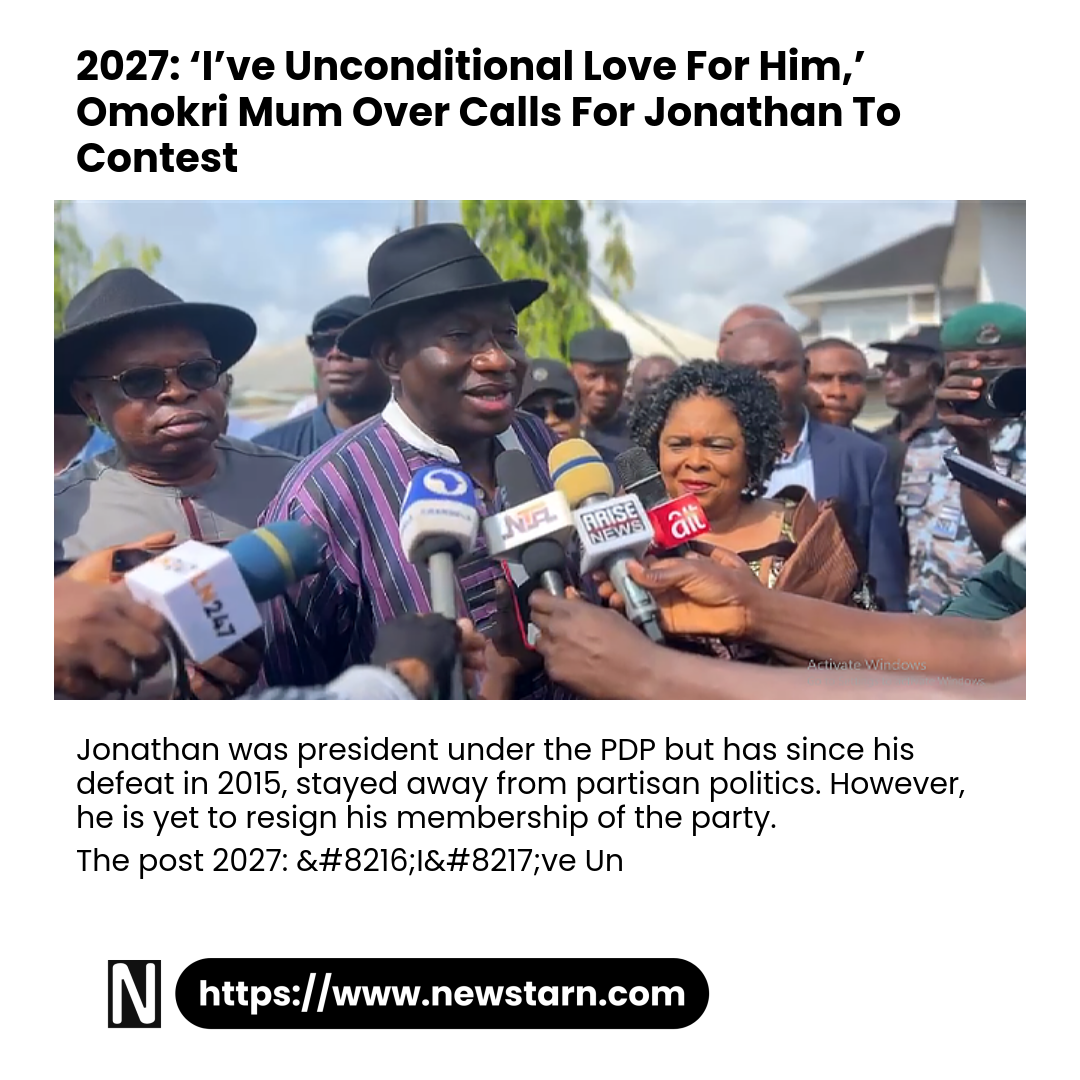 2027: ‘I’ve Unconditional Love For Him,’
Omokri Mum Over Calls For Jonathan To
Contest
LN247
NTA
ARISE
NEWS
ait
Activate Windows
Jonathan was president under the PDP but has since his
defeat in 2015, stayed away from partisan politics. However,
he is yet to resign his membership of the party.
The post 2027: &#8216;I&#8217;ve Un
N
https://www.newstarn.com